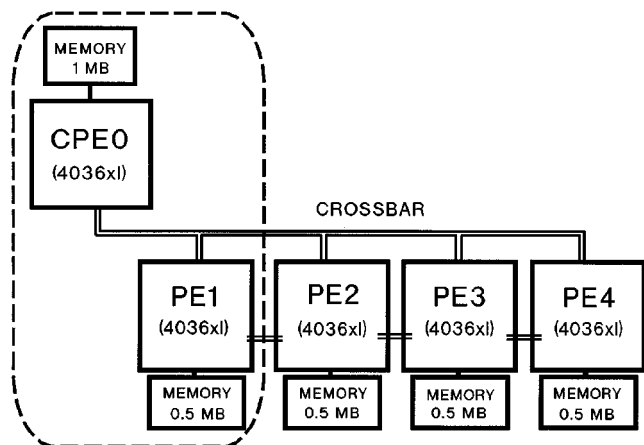 MEMORY
1 MB
CPE0
(4036xl)
CROSSBAR
PE1
(4036xl)
PE2
(4036xl)
PE3
(4036xl)
PE4
(4036xl)
MEMORY
0.5 MB
MEMORY
0.5 MB
MEMORY
0.5 MB
MEMORY
0.5 MB